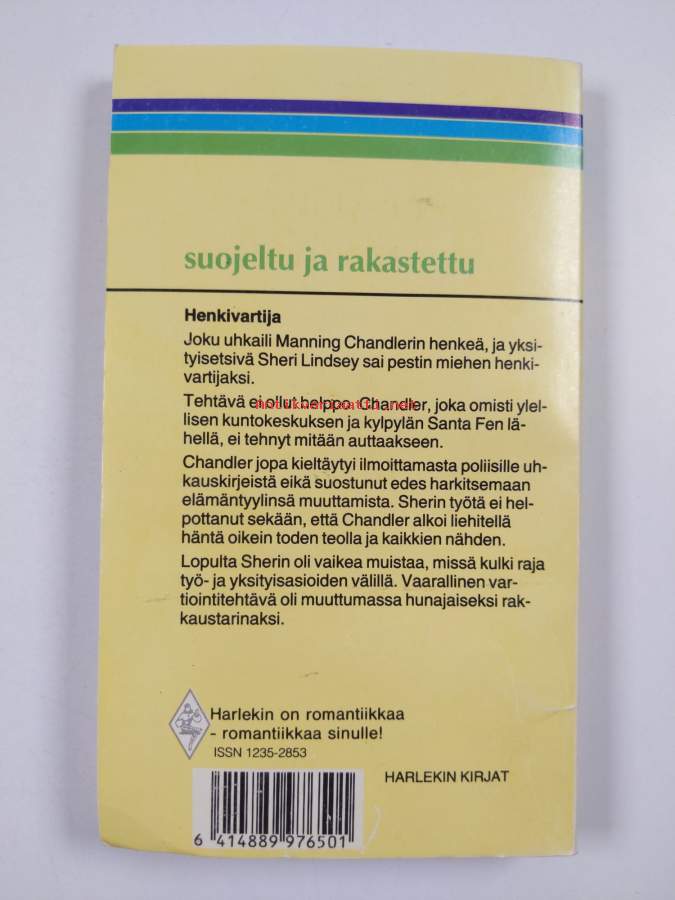 suojeltu ja rakastettu
Henkivartija
Joku uhkaili Manning Chandlerin henkeä, ja yksi-
tyisetsivä Sheri Lindsey sai pestin miehen henki-
vartijaksi.
Tehtävä ei ollut helppo. Chandler, joka omisti ylel-
antikvariaatti.net
lisen kuntokeskuksen ja kylpylän Santa Fen lä-
hellä, ei tehnyt mitään auttaakseen.
Chandler jopa kieltäytyi ilmoittamasta poliisille uh-
kauskirjeistä eikä suostunut edes harkitsemaan
elämäntyylinsä muuttamista. Sherin työtä ei hel-
pottanut sekään, että Chandler alkoi liehitellä
häntä oikein toden teolla ja kaikkien nähden.
Lopulta Sherin oli vaikea muistaa, missä kulki raja
työ- ja yksityisasioiden välillä. Vaarallinen var-
tiointitehtävä oli muuttumassa hunajaiseksi rak-
kaustarinaksi.
Harlekin on romantiikkaa
- romantiikkaa sinulle!
ISSN 1235-2853
HARLEKIN KIRJAT
6 414889 976501